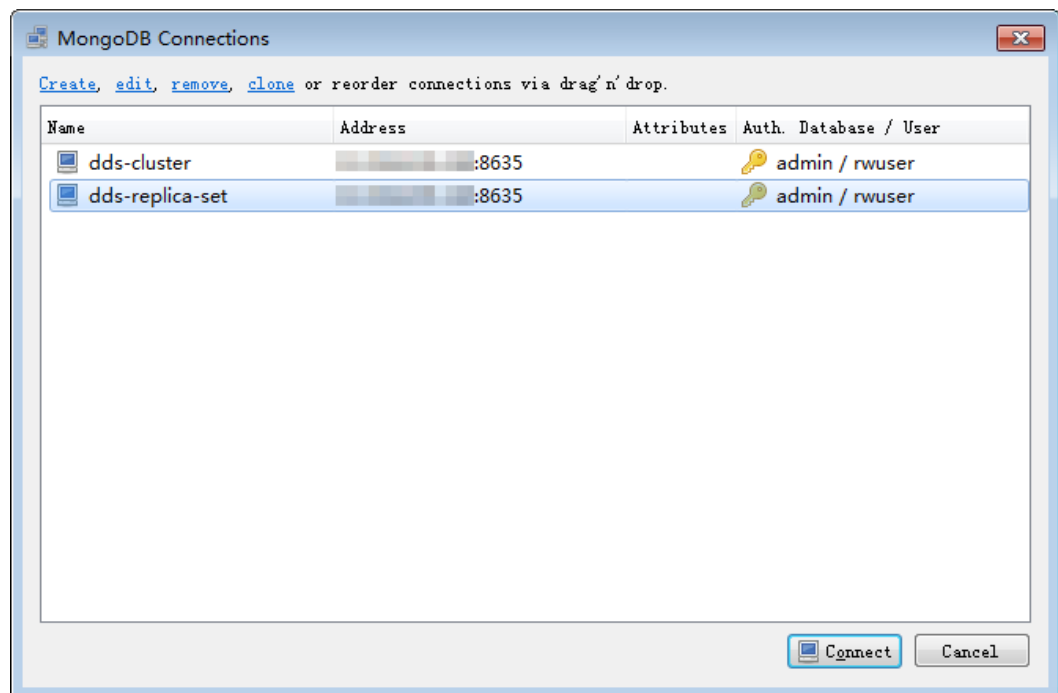 MongoDB Connections
Create, edit, remove, clone or reorder connections via drag'n'drop.
Name Address Attributes Auth. Database / User
dds-cluster :8635 admin / rwuser
dds-replica-set :8635 admin / rwuser
Connect Cancel